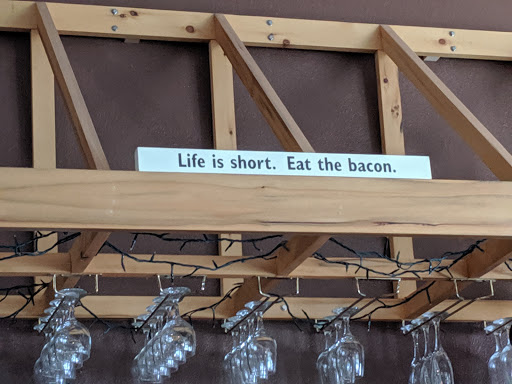 Life is short. Eat the bacon.